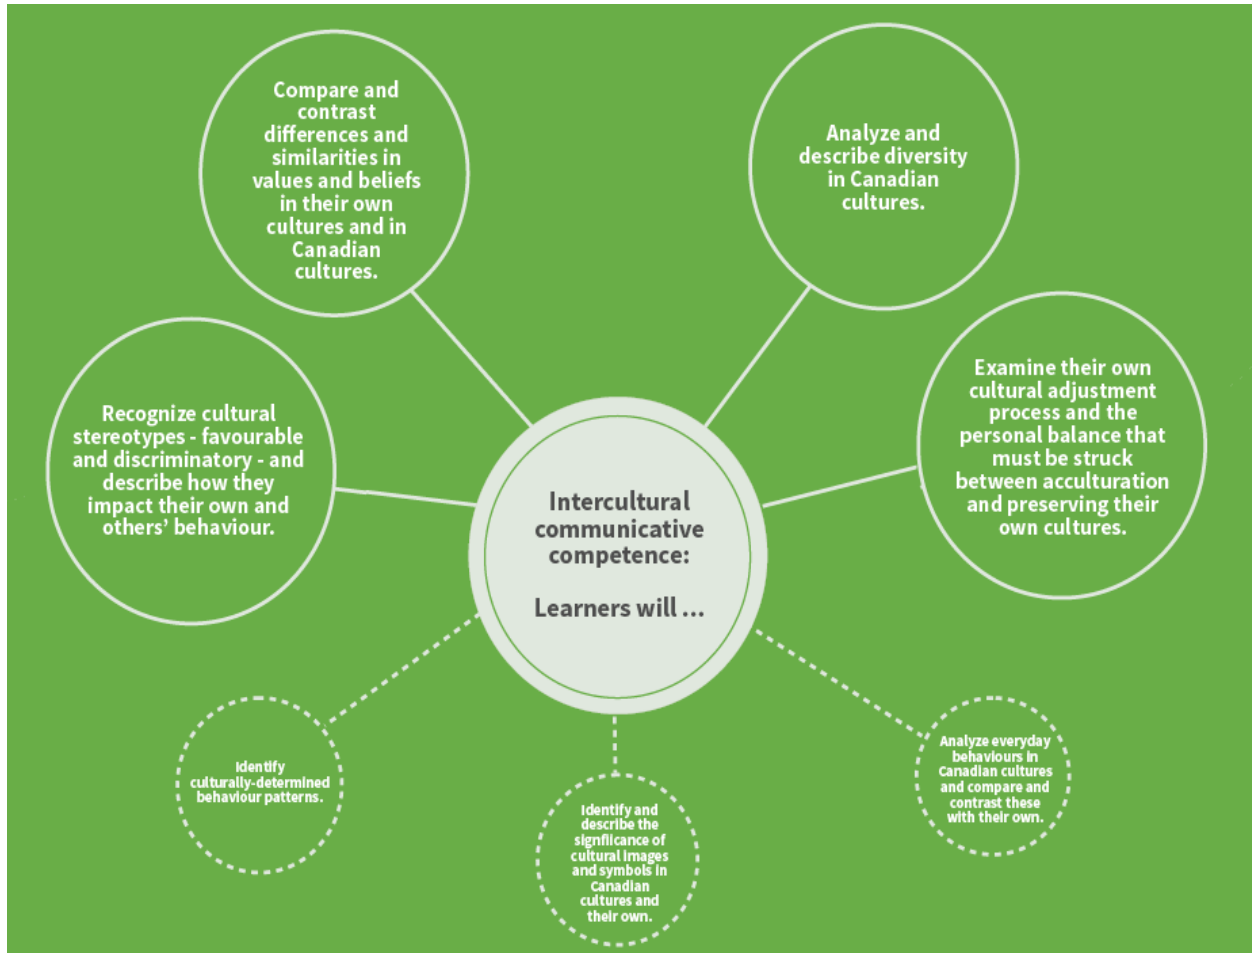 Compare and
contrast
differences and
similarities in
values and beliefs
in their own
cultures and in
Canadian
cultures.
Analyze and
describe diversity
in Canadian
cultures.
Recognize cultural
stereotypes - favourable
and discriminatory - and
describe how they
impact their own and
others’ behaviour.
Examine their own
cultural adjustment
process and the
personal balance that
must be struck
between acculturation
and preserving their
own cultures.
Intercultural
communicative
competence:
Learners will ...
Identify
culturally-determined
behaviour patterns.
Identify and
describe the
signfiicance of
cultural images
and symbols in
Canadian
cultures and
their own.
Analyze everyday
behaviours in
Canadian cultures
and compare and
contrast these
with their own.